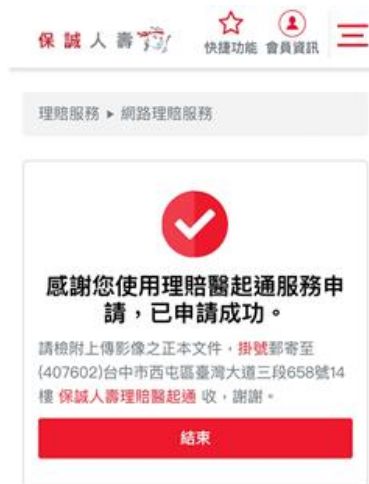 保誠人壽
快捷功能 會員資訊
理賠服務 ▸ 網路理賠服務
感謝您使用理賠醫起通服務申
請，已申請成功。
請檢附上傳影像之正本文件，掛號郵寄至
(407602)台中市西屯區臺灣大道三段658號14
樓 保誠人壽理賠醫起通 收，謝謝。
結束